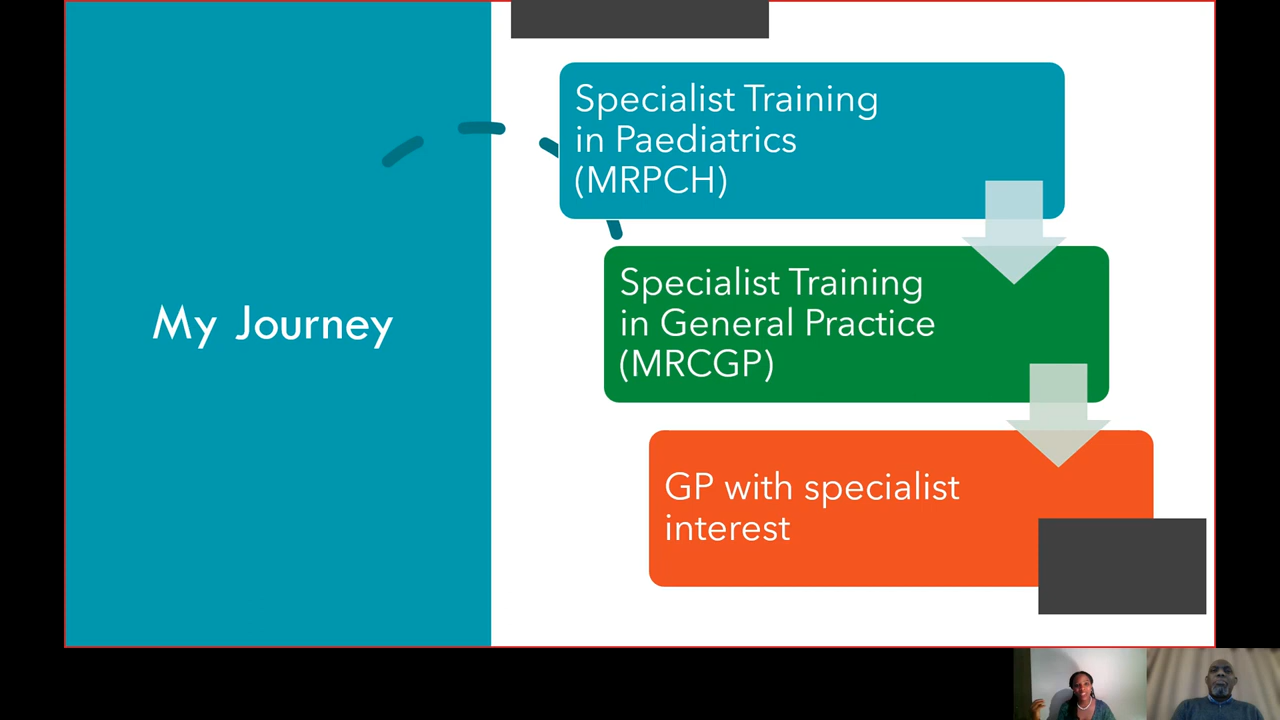 My Journey
Specialist Training
in Paediatrics
(MRPCH)
Specialist Training
in General Practice
(MRCGP)
GP with specialist
interest